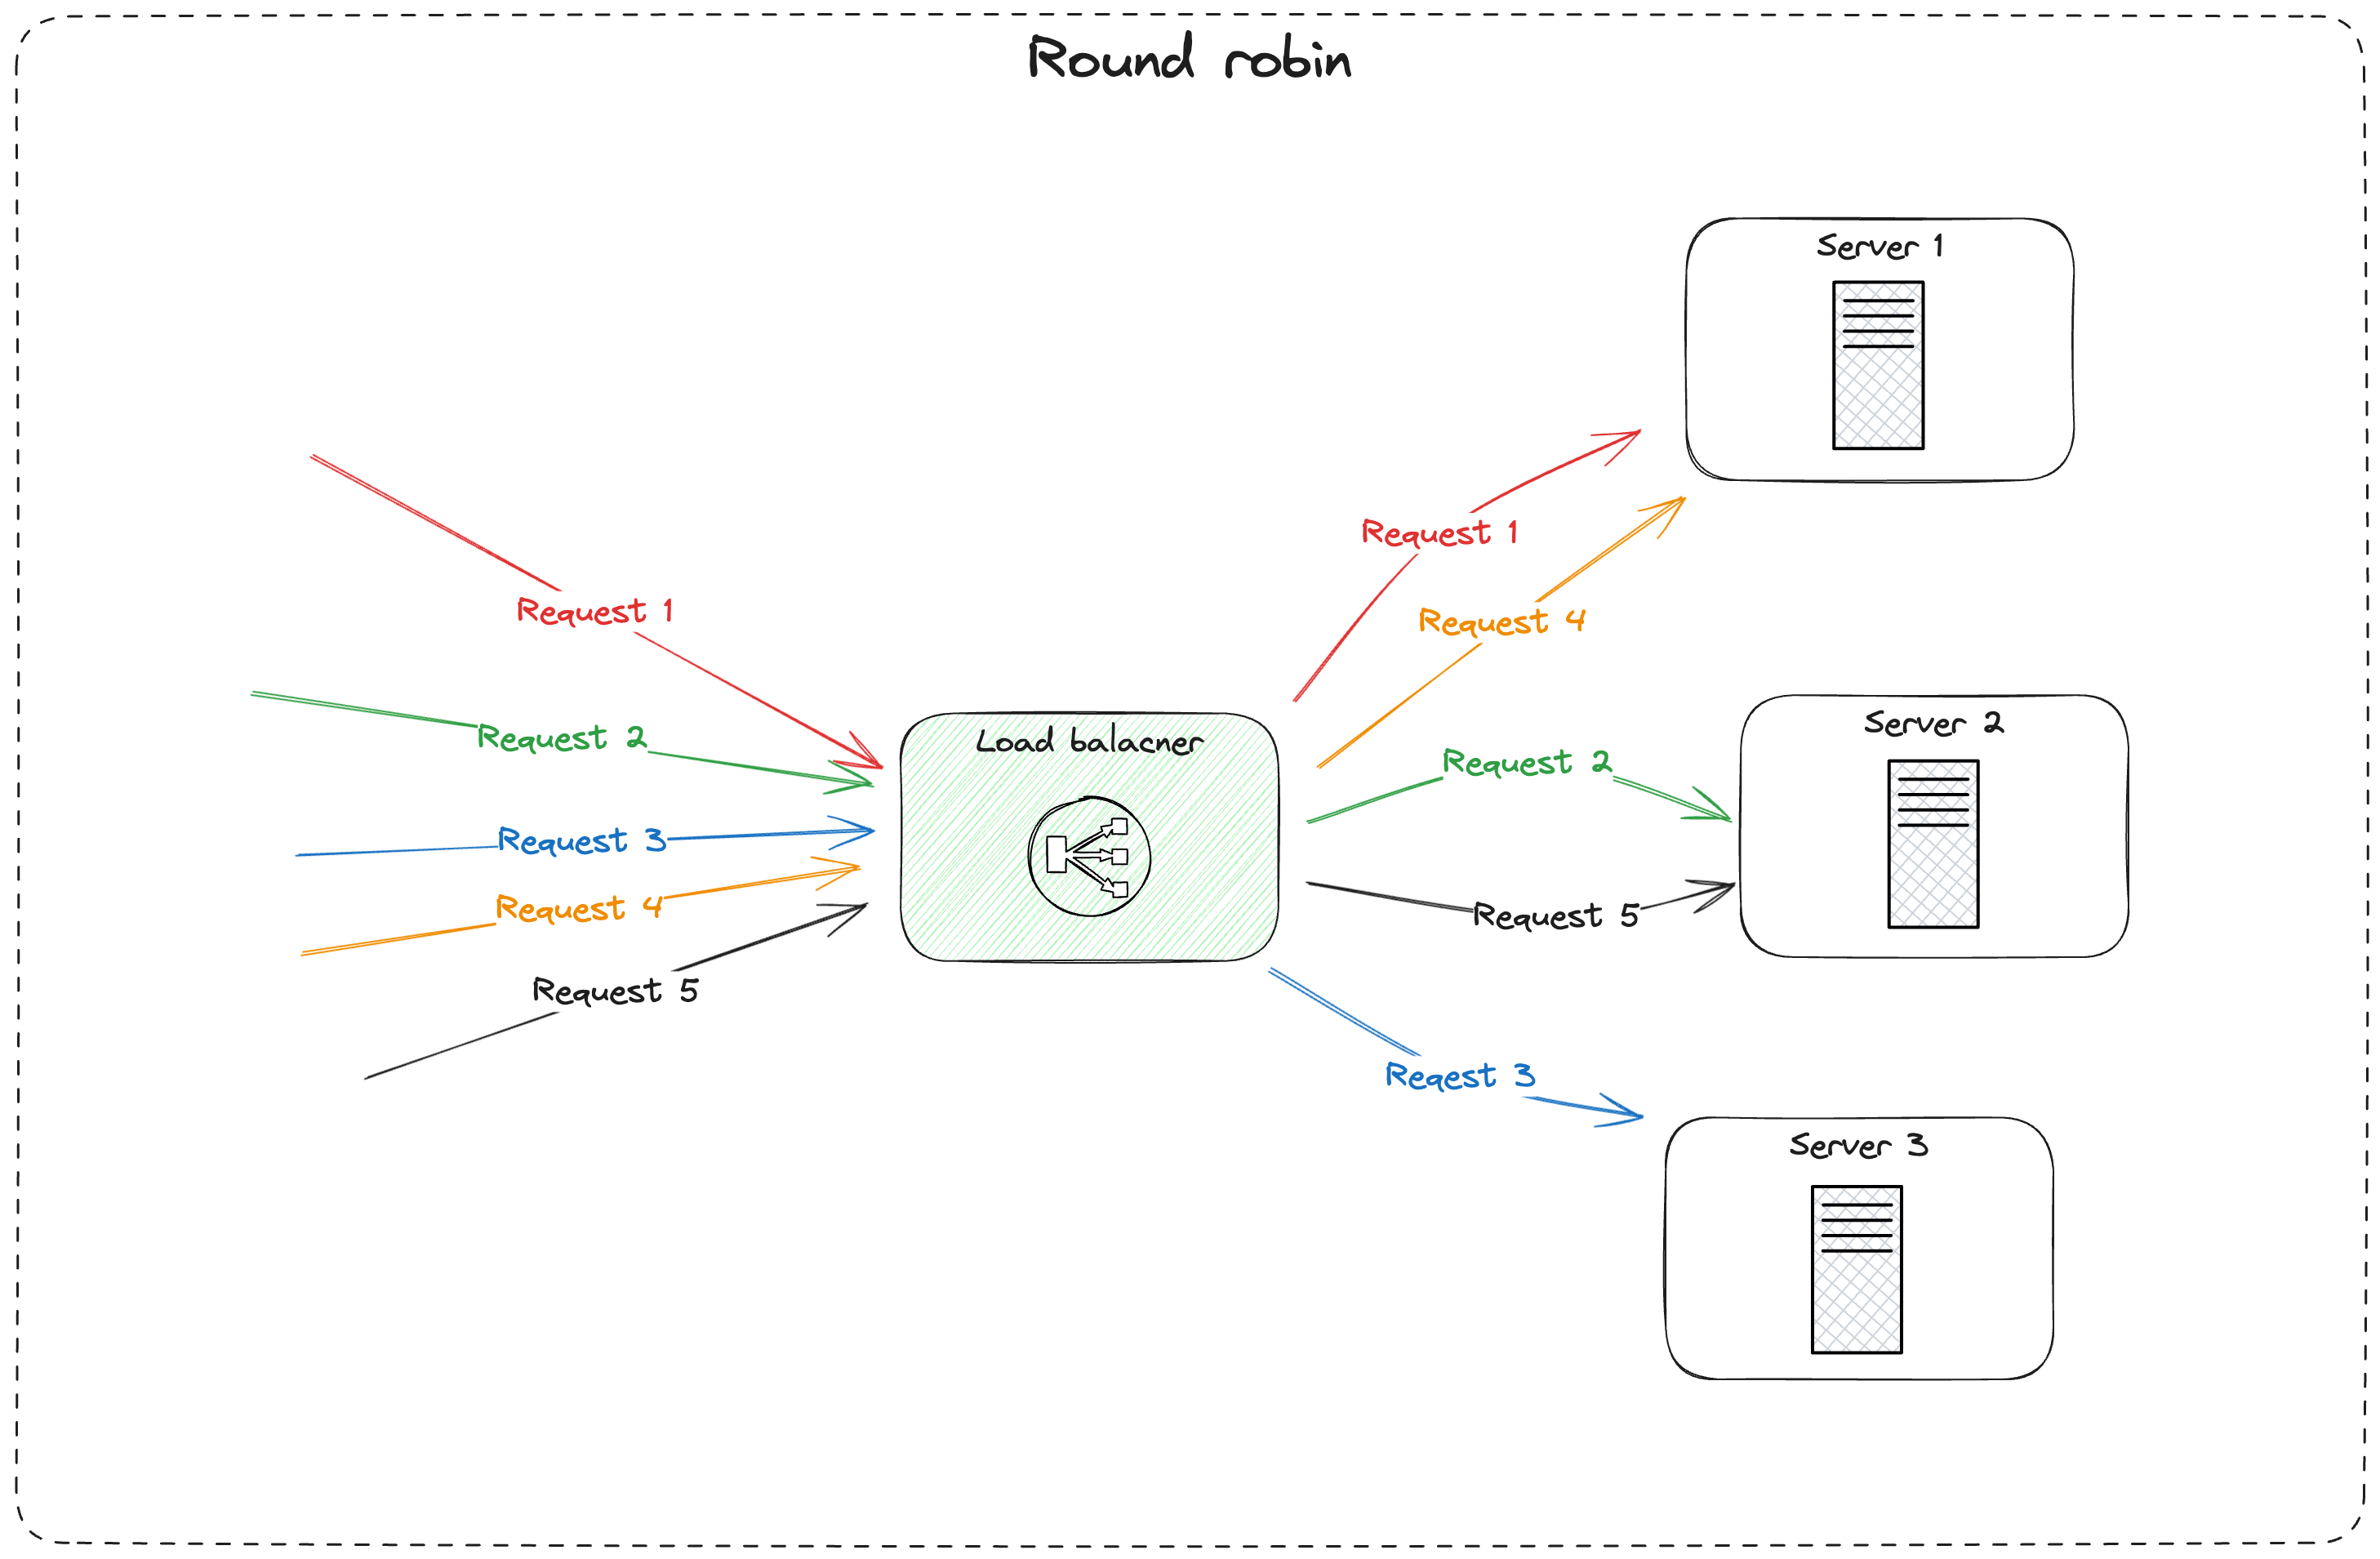 Round robin
Server 1
Request 1
Request 4
Request 1
Request 2
Load balacner
Request 2
Server 2
Request 3
Request 4
Request 5
Request 5
Reqest 3
Server 3